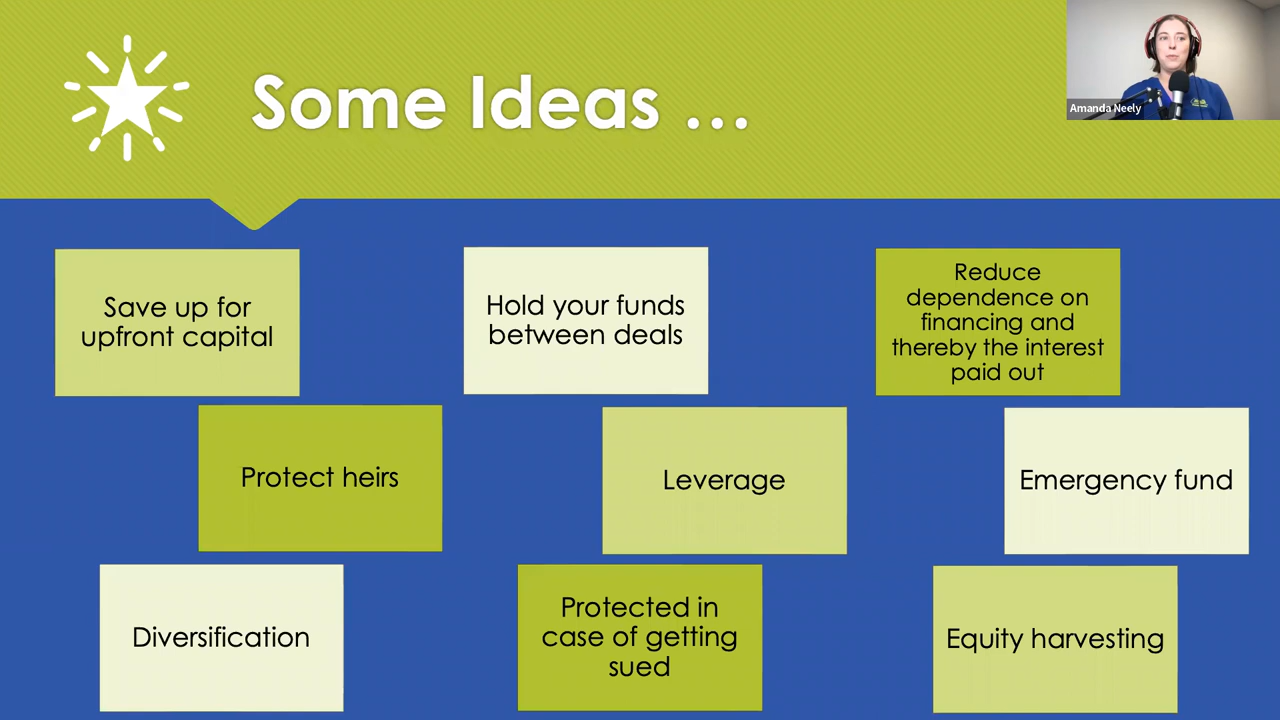 Some Ideas ...
Amanda Neely
Save up for
upfront capital
Hold your funds
between deals
Reduce
dependence on
financing and
thereby the interest
paid out
Protect heirs
Leverage
Emergency fund
Diversification
Protected in
case of getting
sued
Equity harvesting